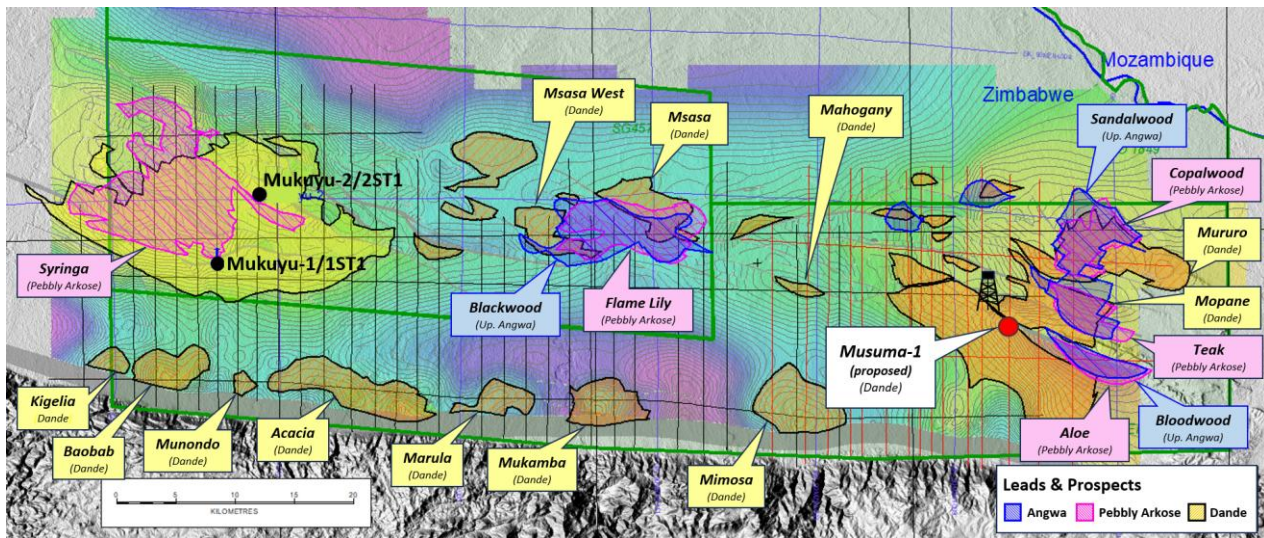 Mozambique
Zimbabwe
Msasa West
(Dande)
Msasa
(Dande)
Mahogany
(Dande)
Sandalwood
(Up. Angwa)
Copalwood
(Pebbly Arkose)
Mururo
(Dande)
Mopane
(Dande)
Teak
(Pebbly Arkose)
Bloodwood
(Up. Angwa)
Aloe
(Pebbly Arkose)
Mukuyu-2/2ST1
Mukuyu-1/1ST1
Syringa
(Pebbly Arkose)
Blackwood
(Up. Angwa)
Flame Lily
(Pebbly Arkose)
Musuma-1
(proposed)
(Dande)
Kigelia
Dande
Baobab
(Dande)
Munondo
(Dande)
Acacia
(Dande)
Marula
(Dande)
Mukamba
(Dande)
Mimosa
(Dande)
0 5 10 15 20
KILOMETRES
Leads & Prospects
Angwa Pebbly Arkose Dande